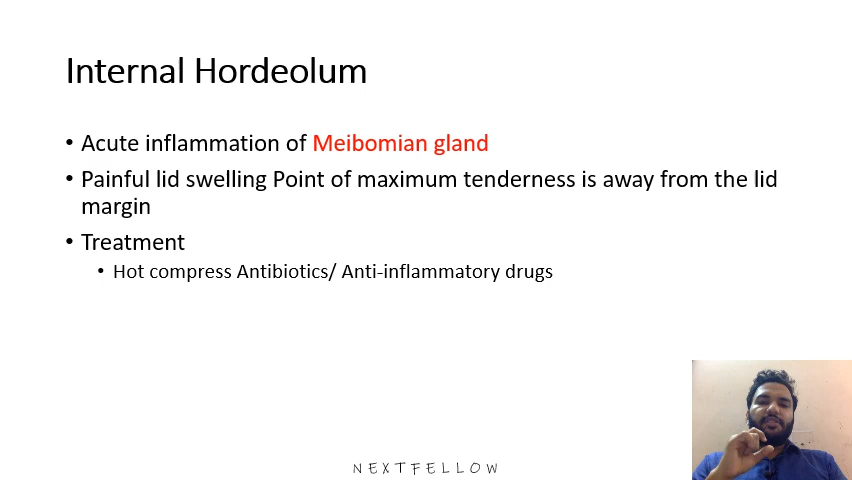 Internal Hordeolum
• Acute inflammation of Meibomian gland
• Painful lid swelling Point of maximum tenderness is away from the lid
margin
• Treatment
• Hot compress Antibiotics/ Anti-inflammatory drugs
NEXTFELLOW